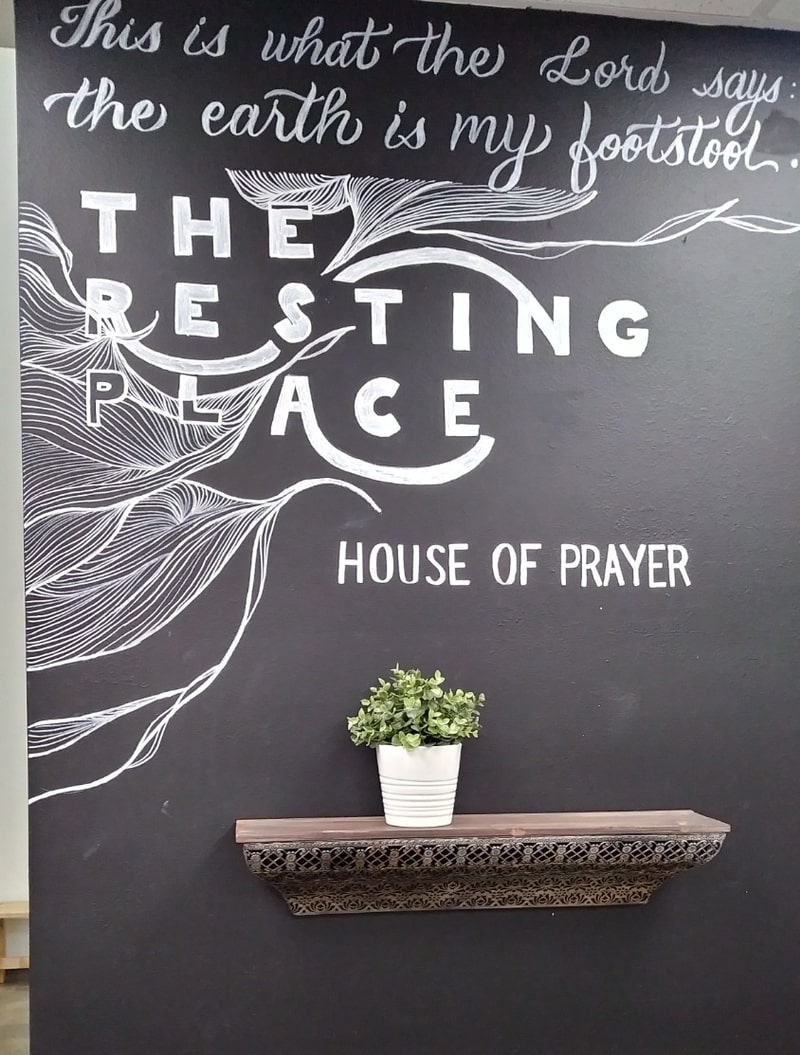 This is what the Lord says:
the earth is my footstool.
THE
RESTING
PLACE
HOUSE OF PRAYER